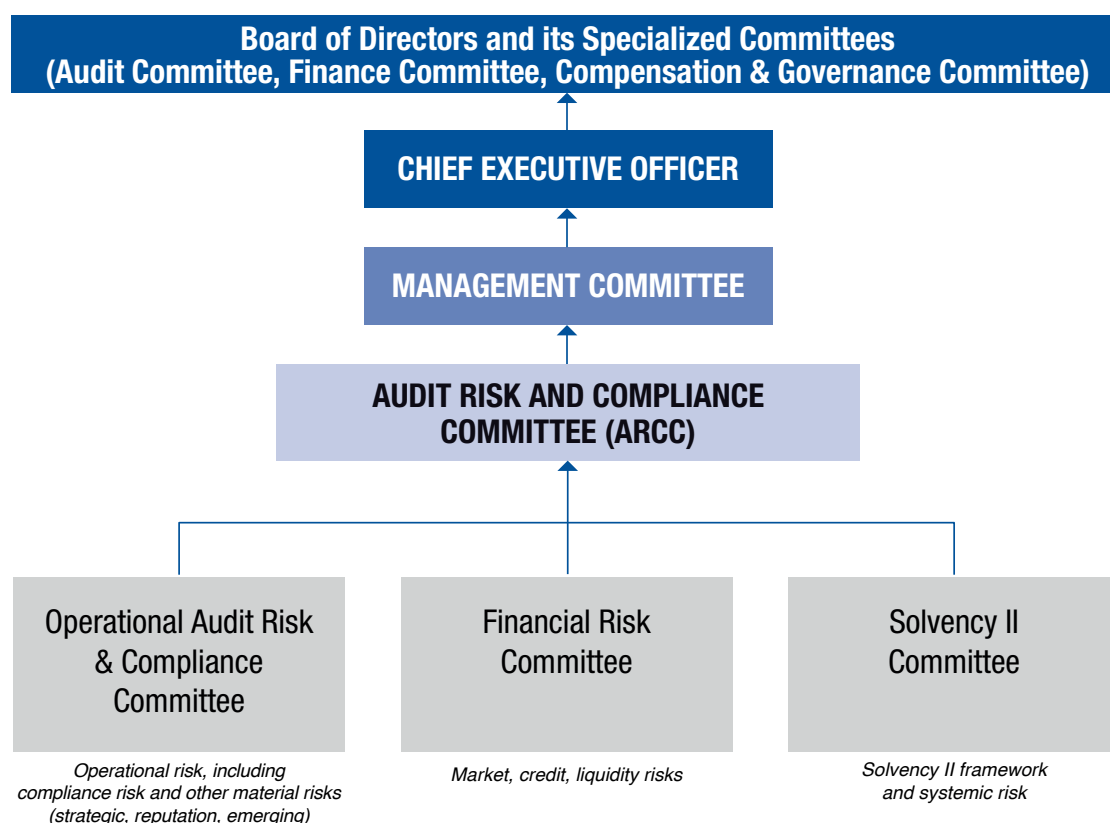 Board of Directors and its Specialized Committees
(Audit Committee, Finance Committee, Compensation & Governance Committee)
CHIEF EXECUTIVE OFFICER
MANAGEMENT COMMITTEE
AUDIT RISK AND COMPLIANCE
COMMITTEE (ARCC)
Operational Audit Risk
& Compliance
Committee
Operational risk, including
compliance risk and other material risks
(strategic, reputation, emerging)
Financial Risk
Committee
Market, credit, liquidity risks
Solvency II
Committee
Solvency II framework
and systemic risk